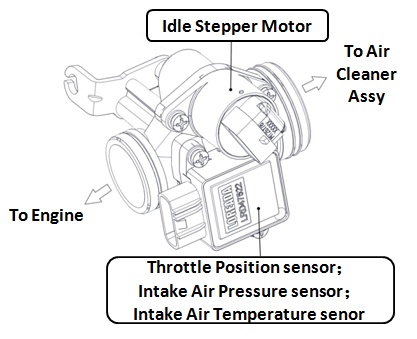 Idle Stepper Motor
To Air
Cleaner
Assy
To Engine
Throttle Position sensor；
Intake Air Pressure sensor；
Intake Air Temperature senor